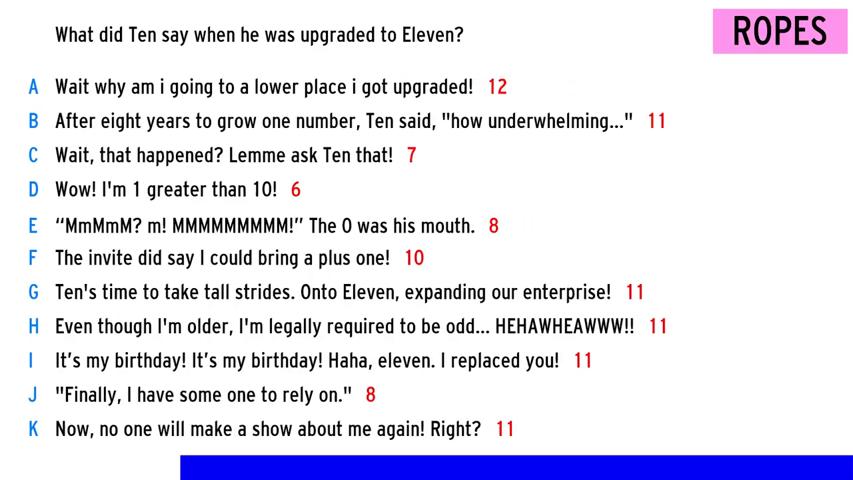 What did Ten say when he was upgraded to Eleven?
ROPES
A Wait why am i going to a lower place i got upgraded! 12
B After eight years to grow one number, Ten said, "how underwhelming..." 11
C Wait, that happened? Lemme ask Ten that! 7
D Wow! I'm 1 greater than 10! 6
E “MmMmM? m! MMMMMMMMM!” The 0 was his mouth. 8
F The invite did say I could bring a plus one! 10
G Ten's time to take tall strides. Onto Eleven, expanding our enterprise! 11
H Even though I'm older, I'm legally required to be odd... HEHAWHEAWWW!! 11
I It’s my birthday! It’s my birthday! Haha, eleven. I replaced you! 11
J "Finally, I have some one to rely on." 8
K Now, no one will make a show about me again! Right? 11